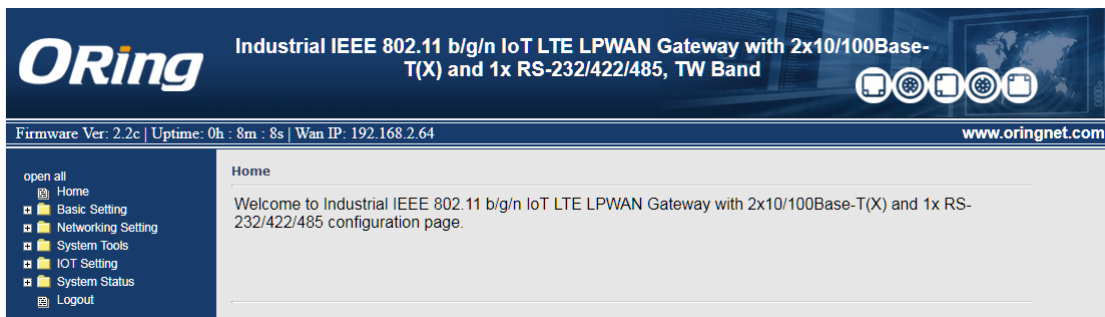 ORing
Industrial IEEE 802.11 b/g/n IoT LTE LPWAN Gateway with 2x10/100Base-
T(X) and 1x RS-232/422/485, TW Band
Firmware Ver: 2.2c | Uptime: 0h : 8m : 8s | Wan IP: 192.168.2.64
www.oringnet.com
open all
Home
Basic Setting
Networking Setting
System Tools
IOT Setting
System Status
Logout
Home
Welcome to Industrial IEEE 802.11 b/g/n IoT LTE LPWAN Gateway with 2x10/100Base-T(X) and 1x RS-
232/422/485 configuration page.